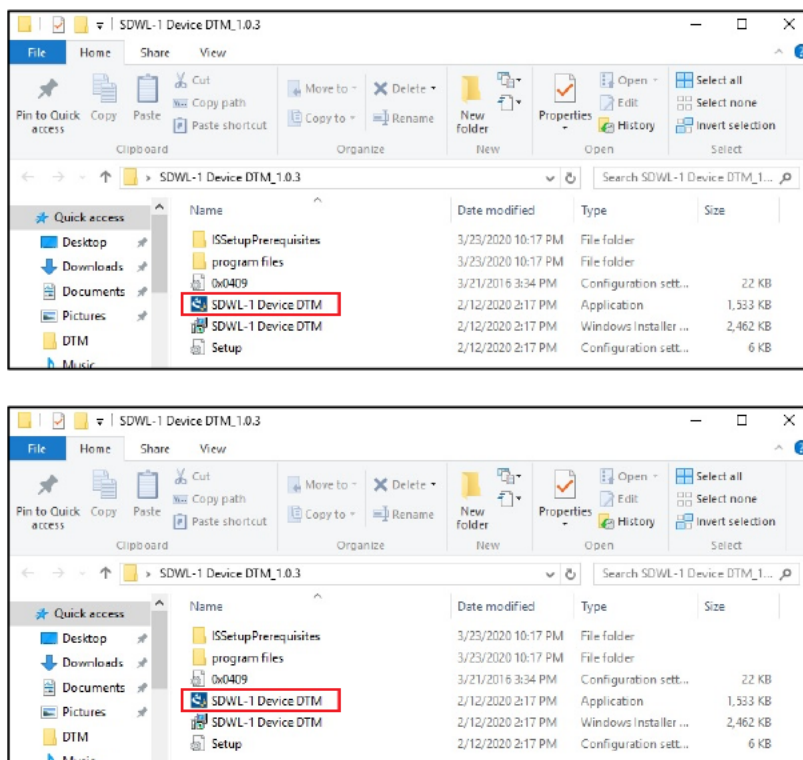 SDWL-1 Device DTM_1.0.3
File Home Share View
Pin to Quick access Copy Paste Cut Copy path Paste shortcut Move to Copy to Delete Rename New folder Properties Open Edit History Select all Select none Invert selection
Clipboard Organize New Open Select
SDWL-1 Device DTM_1.0.3 Search SDWL-1 Device DTM_1...
Quick access Name Date modified Type Size
Desktop ISSetupPrerequisites 3/23/2020 10:17 PM File folder
Downloads program files 3/23/2020 10:17 PM File folder
Documents 0x0409 3/21/2016 3:34 PM Configuration sett... 22 KB
Pictures SDWL-1 Device DTM 2/12/2020 2:17 PM Application 1,533 KB
DTM SDWL-1 Device DTM 2/12/2020 2:17 PM Windows Installer ... 2,462 KB
Music Setup 2/12/2020 2:17 PM Configuration sett... 6 KB
SDWL-1 Device DTM_1.0.3
File Home Share View
Pin to Quick access Copy Paste Cut Copy path Paste shortcut Move to Copy to Delete Rename New folder Properties Open Edit History Select all Select none Invert selection
Clipboard Organize New Open Select
SDWL-1 Device DTM_1.0.3 Search SDWL-1 Device DTM_1...
Quick access Name Date modified Type Size
Desktop ISSetupPrerequisites 3/23/2020 10:17 PM File folder
Downloads program files 3/23/2020 10:17 PM File folder
Documents 0x0409 3/21/2016 3:34 PM Configuration sett... 22 KB
Pictures SDWL-1 Device DTM 2/12/2020 2:17 PM Application 1,533 KB
DTM SDWL-1 Device DTM 2/12/2020 2:17 PM Windows Installer ... 2,462 KB
Setup 2/12/2020 2:17 PM Configuration sett... 6 KB